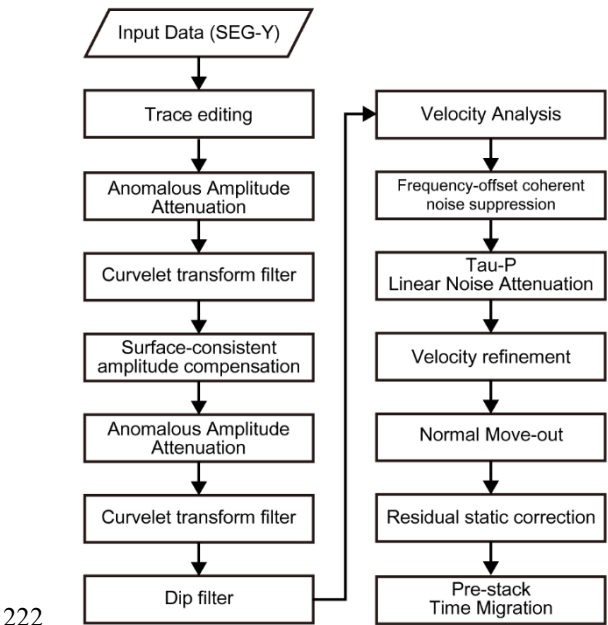 Input Data (SEG-Y)
Trace editing
Anomalous Amplitude
Attenuation
Curvelet transform filter
Surface-consistent
amplitude compensation
Anomalous Amplitude
Attenuation
Curvelet transform filter
Dip filter
Velocity Analysis
Frequency-offset coherent
noise suppression
Tau-P
Linear Noise Attenuation
Velocity refinement
Normal Move-out
Residual static correction
Pre-stack
Time Migration
222